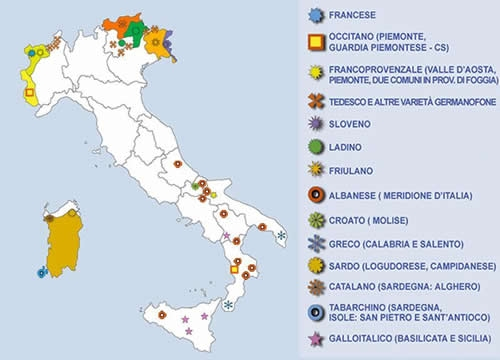 FRANCESE
OCCITANO (PIEMONTE,
GUARDIA PIEMONTESE - CS)
FRANCOPROVENZALE (VALLE D'AOSTA,
PIEMONTE, DUE COMUNI IN PROV. DI FOGGIA)
TEDESCO E ALTRE VARIETÀ GERMANOFONE
SLOVENO
LADINO
FRIULANO
ALBANESE ( MERIDIONE D'ITALIA)
CROATO ( MOLISE)
GRECO (CALABRIA E SALENTO)
SARDO (LOGUDORESE, CAMPIDANESE)
CATALANO (SARDEGNA: ALGHERO)
TABARCHINO (SARDEGNA,
ISOLE: SAN PIETRO E SANT'ANTIOCO)
GALLOITALICO (BASILICATA E SICILIA)